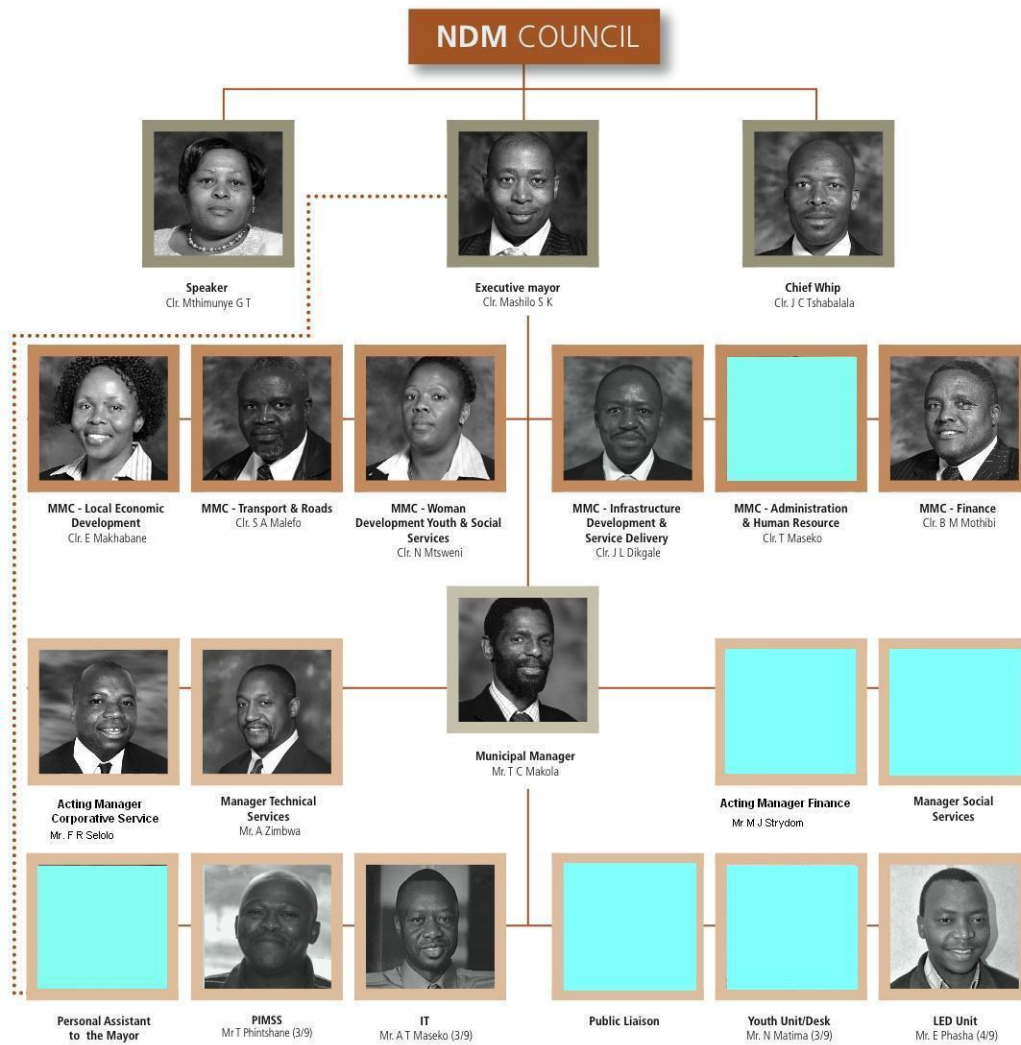 NDM COUNCIL
Speaker
Clr. Mthimunye G T
Executive mayor
Clr. Mashilo S K
Chief Whip
Clr. J C Tshabalala
MMC - Local Economic
Development
Clr. E Makhabane
MMC - Transport & Roads
Clr. S A Malefo
MMC - Woman
Development Youth & Social
Services
Clr. N Mtsweni
MMC - Infrastructure
Development &
Service Delivery
Clr. J L Dikgale
MMC - Administration
& Human Resource
Clr. T Maseko
MMC - Finance
Clr. B M Mothibi
Municipal Manager
Mr. T C Makola
Acting Manager
Corporative Service
Mr. F R Selolo
Manager Technical
Services
Mr. A Zimbwa
Acting Manager Finance
Mr M J Strydom
Manager Social
Services
Personal Assistant
to the Mayor
PIMSS
Mr T Phintshane (3/9)
IT
Mr. A T Maseko (3/9)
Public Liaison
Youth Unit/Desk
Mr. N Matima (3/9)
LED Unit
Mr. E Phasha (4/9)